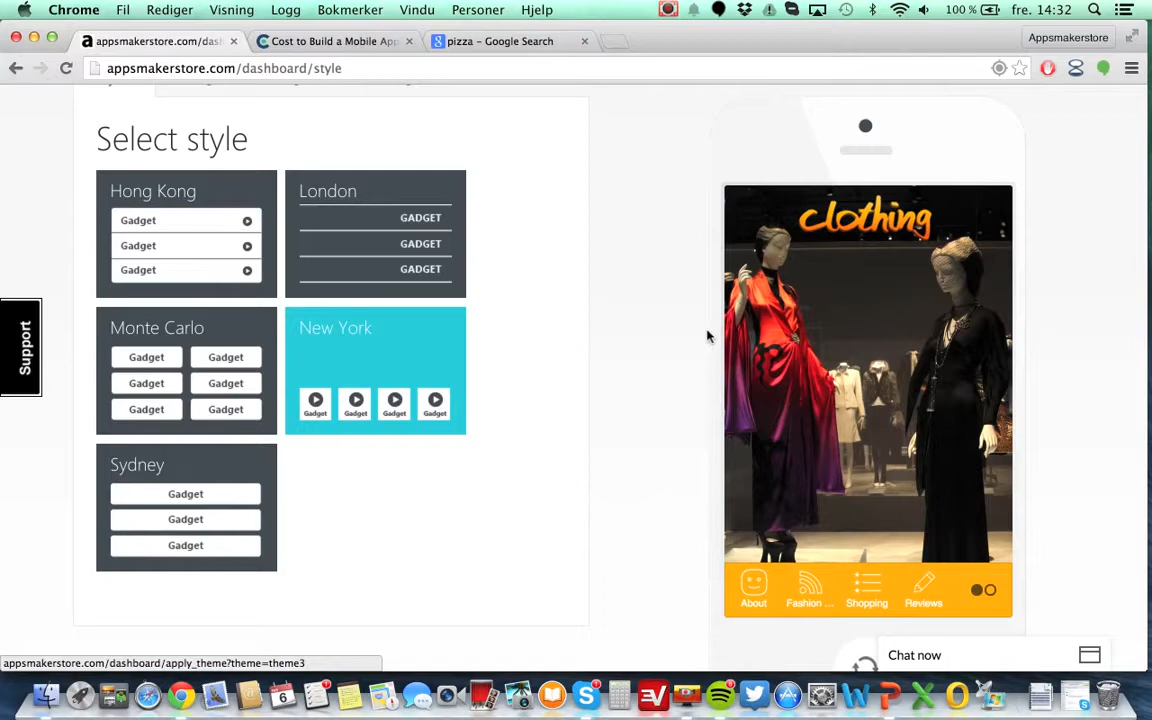 Chrome Fil Rediger Visning Logg Bokmerker Vindu Personer Hjelp 100 % fre. 14:32
appsmakerstore.com/das Cost to Build a Mobile App pizza - Google Search Appsmakerstore
appsmakerstore.com/dashboard/style
Select style
Hong Kong
Gadget
Gadget
Gadget
London
GADGET
GADGET
GADGET
Monte Carlo
Gadget Gadget
Gadget Gadget
Gadget Gadget
New York
Gadget Gadget Gadget Gadget
Sydney
Gadget
Gadget
Gadget
Support
clothing
About Fashion ... Shopping Reviews
Chat now
appsmakerstore.com/dashboard/apply_theme?theme=theme3